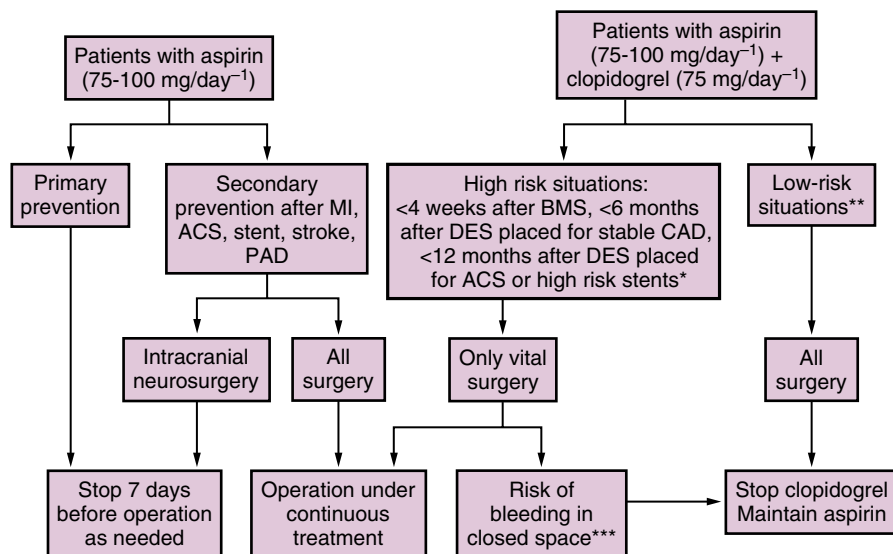 Patients with aspirin
(75-100 mg/day⁻¹)
Patients with aspirin
(75-100 mg/day⁻¹) +
clopidogrel (75 mg/day⁻¹)
Primary
prevention
Secondary
prevention after MI,
ACS, stent, stroke,
PAD
High risk situations:
<4 weeks after BMS, <6 months
after DES placed for stable CAD,
<12 months after DES placed
for ACS or high risk stents*
Low-risk
situations**
Intracranial
neurosurgery
All
surgery
Only vital
surgery
All
surgery
Stop 7 days
before operation
as needed
Operation under
continuous
treatment
Risk of
bleeding in
closed space***
Stop clopidogrel
Maintain aspirin